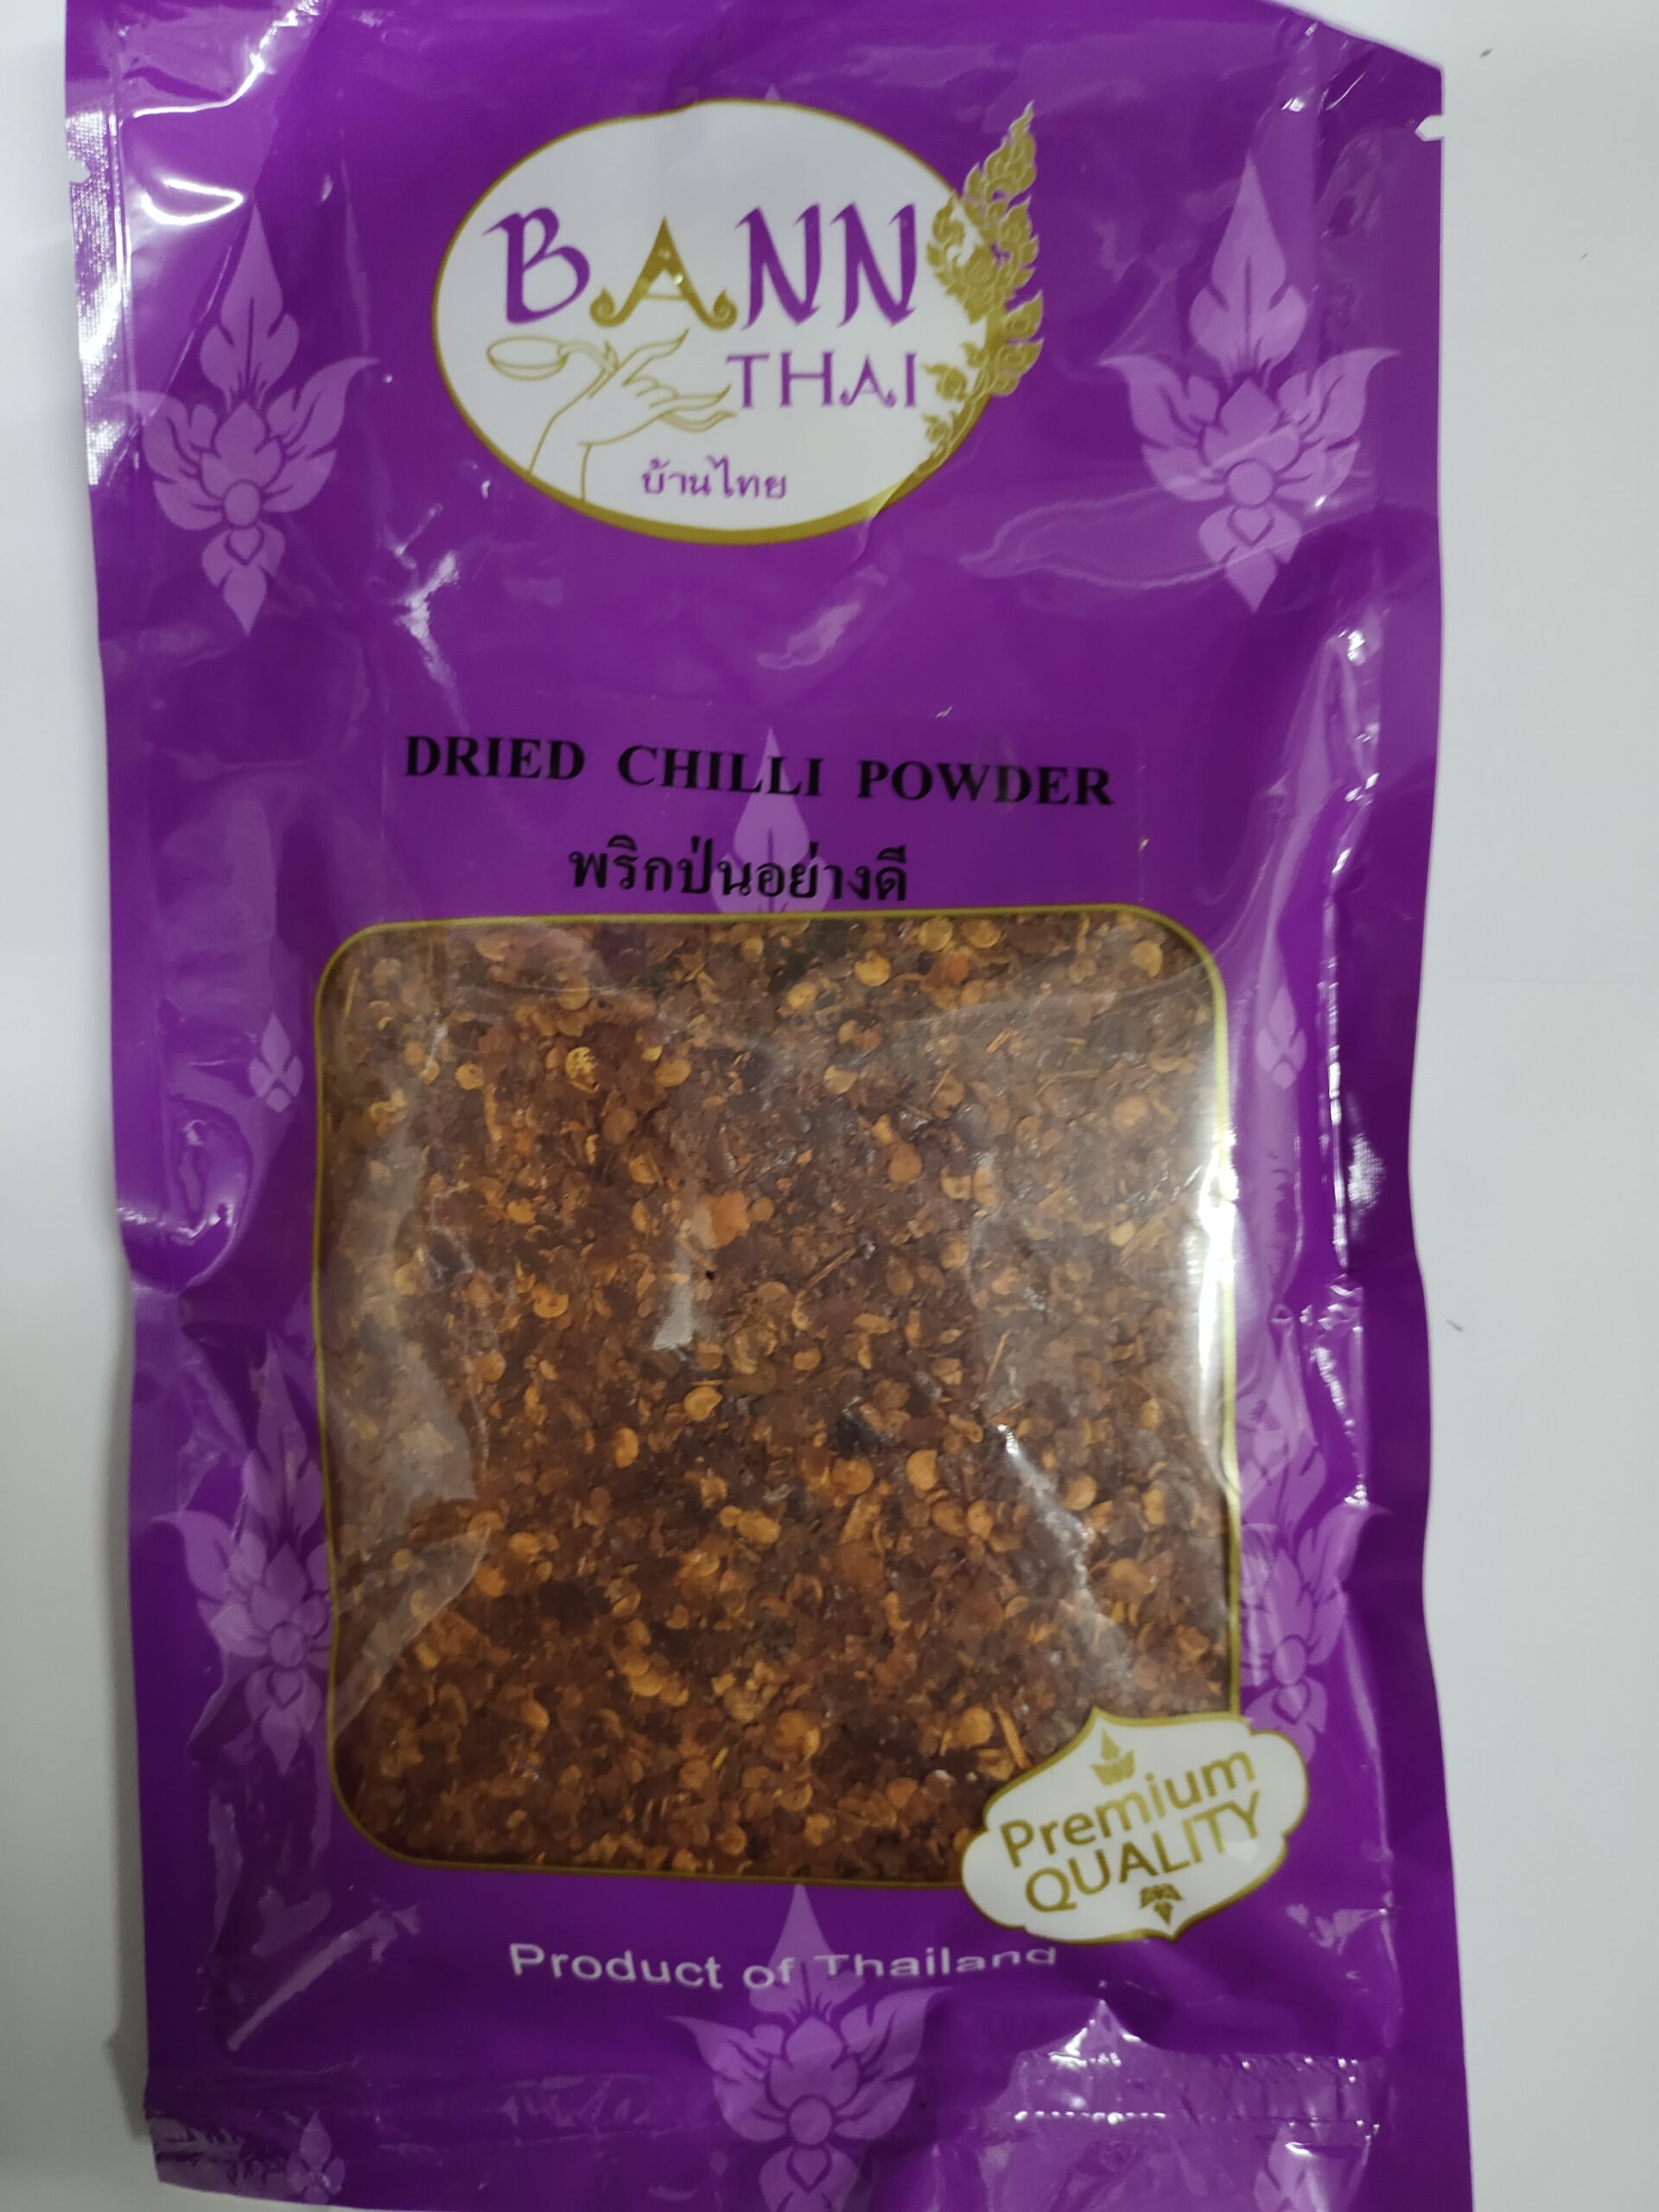 BANN
THAI
บ้านไทย
DRIED CHILLI POWDER
พริกป่นอย่างดี
Premium
QUALITY
Product of Thailand